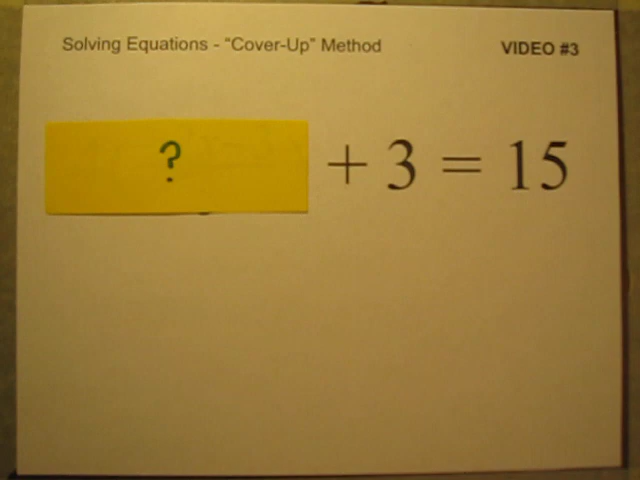 Solving Equations - “Cover-Up” Method VIDEO #3
? + 3 = 15